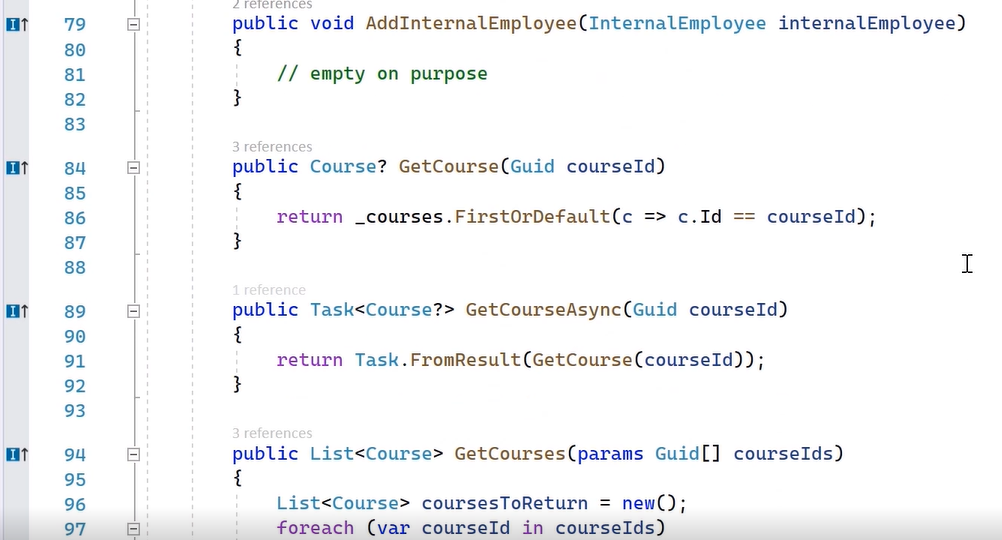 2 references
79 public void AddInternalEmployee(InternalEmployee internalEmployee)
80 {
81 // empty on purpose
82 }
83
3 references
84 public Course? GetCourse(Guid courseId)
85 {
86 return _courses.FirstOrDefault(c => c.Id == courseId);
87 }
88
1 reference
89 public Task<Course?> GetCourseAsync(Guid courseId)
90 {
91 return Task.FromResult(GetCourse(courseId));
92 }
93
3 references
94 public List<Course> GetCourses(params Guid[] courseIds)
95 {
96 List<Course> coursesToReturn = new();
97 foreach (var courseId in courseIds)